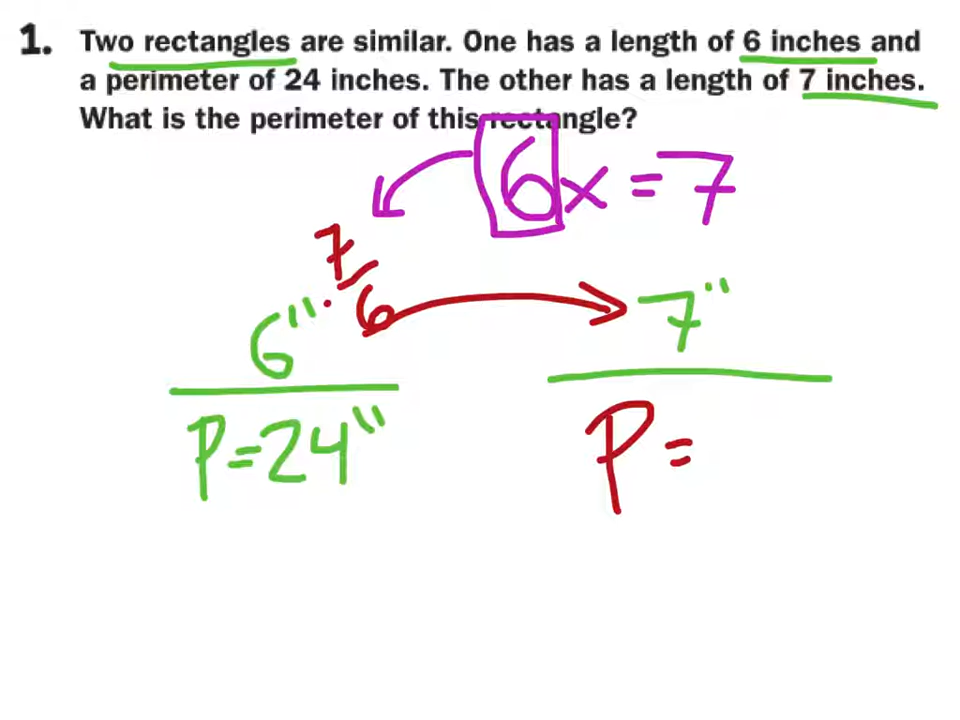 1. Two rectangles are similar. One has a length of 6 inches and
a perimeter of 24 inches. The other has a length of 7 inches.
What is the perimeter of this rectangle?
6x = 7
6" · 7/6
7"
P=24"
P =